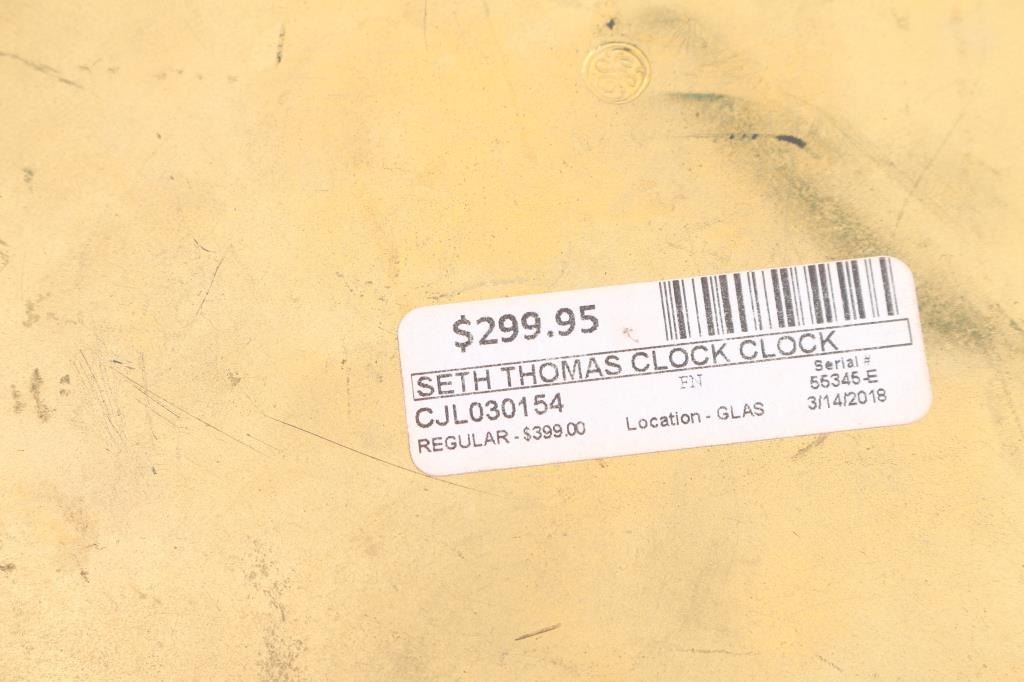 $299.95
SETH THOMAS CLOCK CLOCK
CJL030154 FN Serial #
55345-E
REGULAR - $399.00 Location - GLAS 3/14/2018